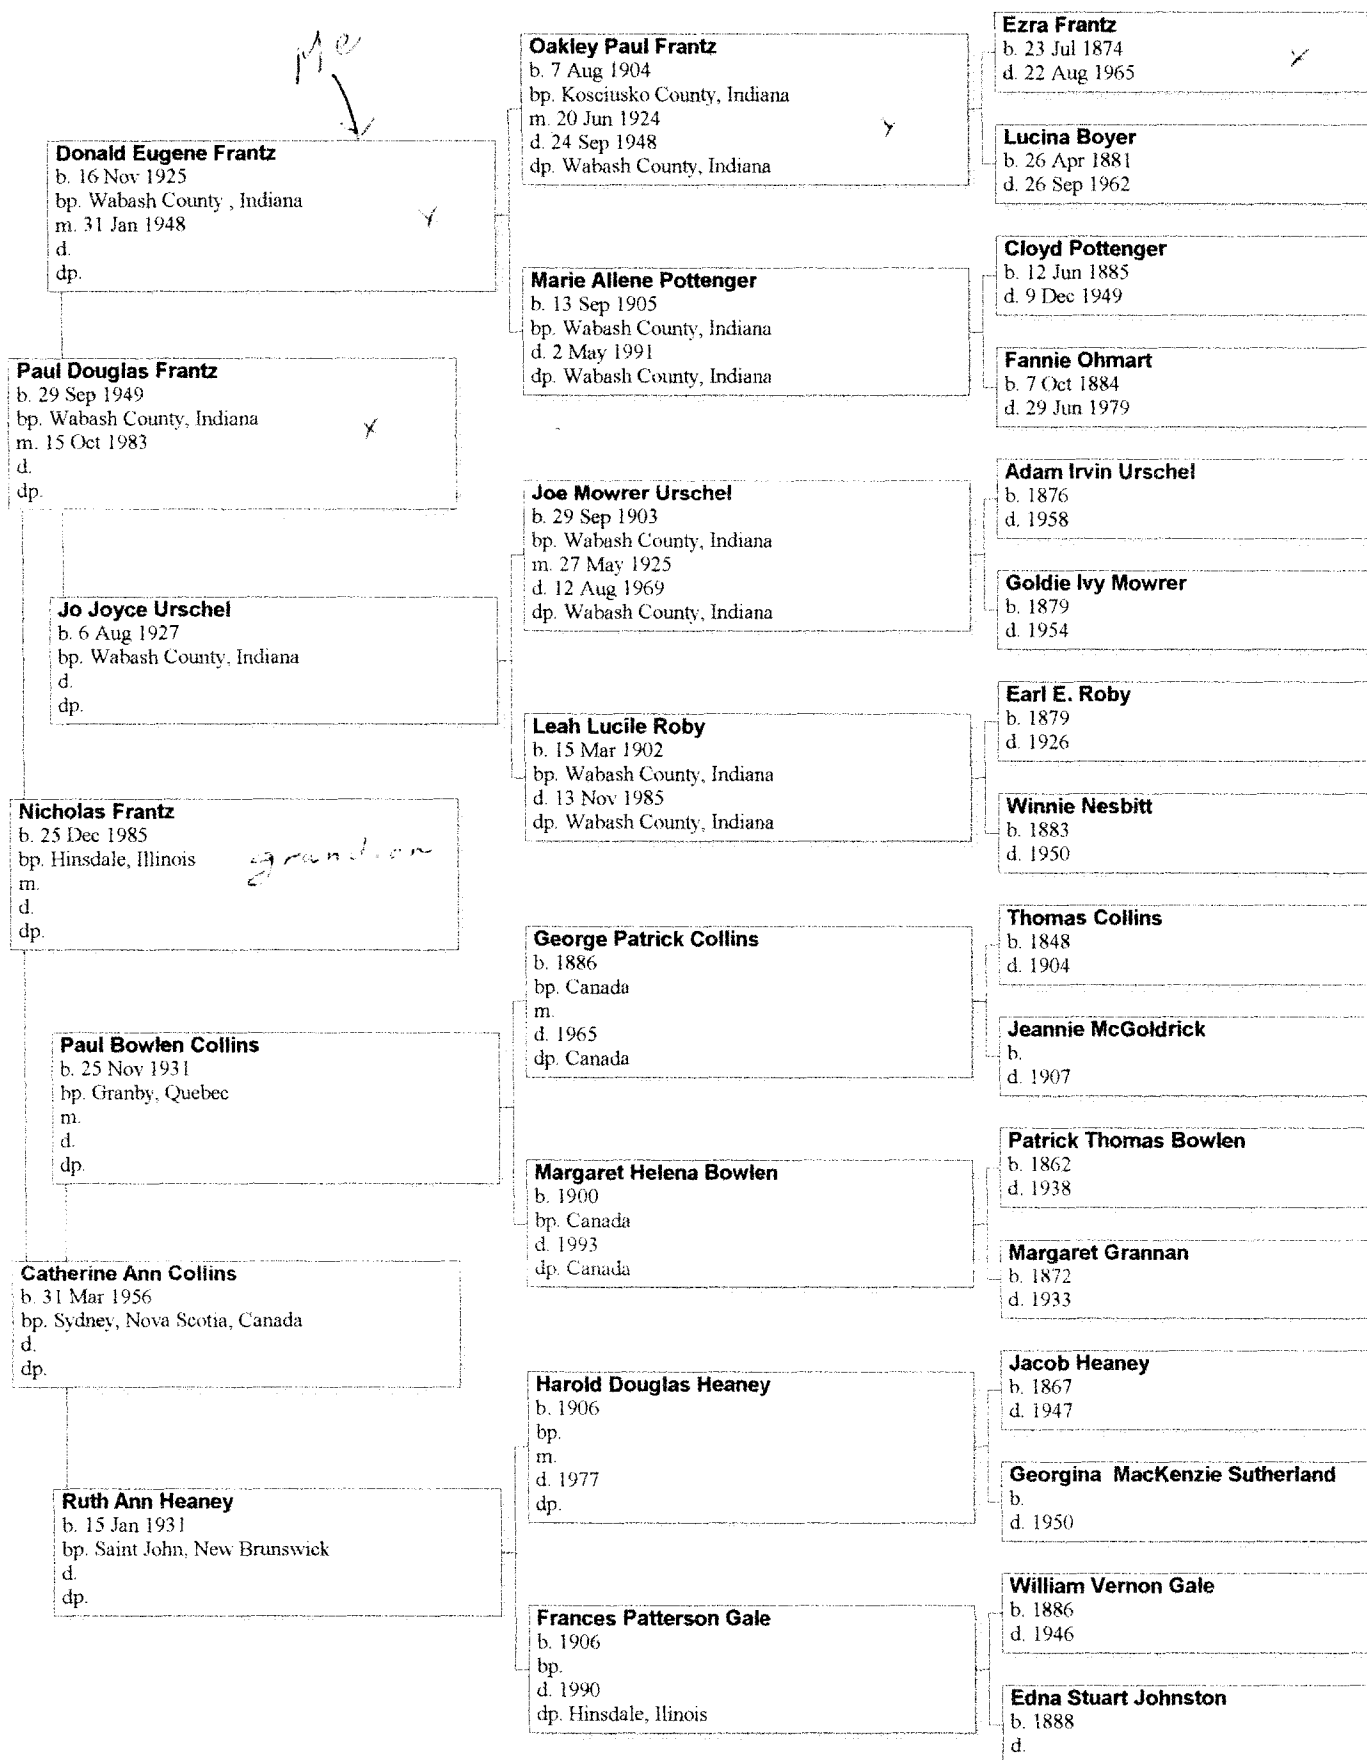 Me
Donald Eugene Frantz
b. 16 Nov 1925
bp. Wabash County , Indiana
m. 31 Jan 1948
d.
dp.
Paul Douglas Frantz
b. 29 Sep 1949
bp. Wabash County, Indiana
m. 15 Oct 1983
d.
dp.
Jo Joyce Urschel
b. 6 Aug 1927
bp. Wabash County, Indiana
d.
dp.
Nicholas Frantz
b. 25 Dec 1985
bp. Hinsdale, Illinois
m.
d.
dp.
grandson
Paul Bowlen Collins
b. 25 Nov 1931
bp. Granby, Quebec
m.
d.
dp.
Catherine Ann Collins
b. 31 Mar 1956
bp. Sydney, Nova Scotia, Canada
d.
dp.
Ruth Ann Heaney
b. 15 Jan 1931
bp. Saint John, New Brunswick
d.
dp.
Oakley Paul Frantz
b. 7 Aug 1904
bp. Kosciusko County, Indiana
m. 20 Jun 1924
d. 24 Sep 1948
dp. Wabash County, Indiana
Marie Allene Pottenger
b. 13 Sep 1905
bp. Wabash County, Indiana
d. 2 May 1991
dp. Wabash County, Indiana
Joe Mowrer Urschel
b. 29 Sep 1903
bp. Wabash County, Indiana
m. 27 May 1925
d. 12 Aug 1969
dp. Wabash County, Indiana
Leah Lucile Roby
b. 15 Mar 1902
bp. Wabash County, Indiana
d. 13 Nov 1985
dp. Wabash County, Indiana
George Patrick Collins
b. 1886
bp. Canada
m.
d. 1965
dp. Canada
Margaret Helena Bowlen
b. 1900
bp. Canada
d. 1993
dp. Canada
Harold Douglas Heaney
b. 1906
bp.
m.
d. 1977
dp.
Frances Patterson Gale
b. 1906
bp.
d. 1990
dp. Hinsdale, Ilinois
Ezra Frantz
b. 23 Jul 1874
d. 22 Aug 1965
Lucina Boyer
b. 26 Apr 1881
d. 26 Sep 1962
Cloyd Pottenger
b. 12 Jun 1885
d. 9 Dec 1949
Fannie Ohmart
b. 7 Oct 1884
d. 29 Jun 1979
Adam Irvin Urschel
b. 1876
d. 1958
Goldie Ivy Mowrer
b. 1879
d. 1954
Earl E. Roby
b. 1879
d. 1926
Winnie Nesbitt
b. 1883
d. 1950
Thomas Collins
b. 1848
d. 1904
Jeannie McGoldrick
b.
d. 1907
Patrick Thomas Bowlen
b. 1862
d. 1938
Margaret Grannan
b. 1872
d. 1933
Jacob Heaney
b. 1867
d. 1947
Georgina MacKenzie Sutherland
b.
d. 1950
William Vernon Gale
b. 1886
d. 1946
Edna Stuart Johnston
b. 1888
d.